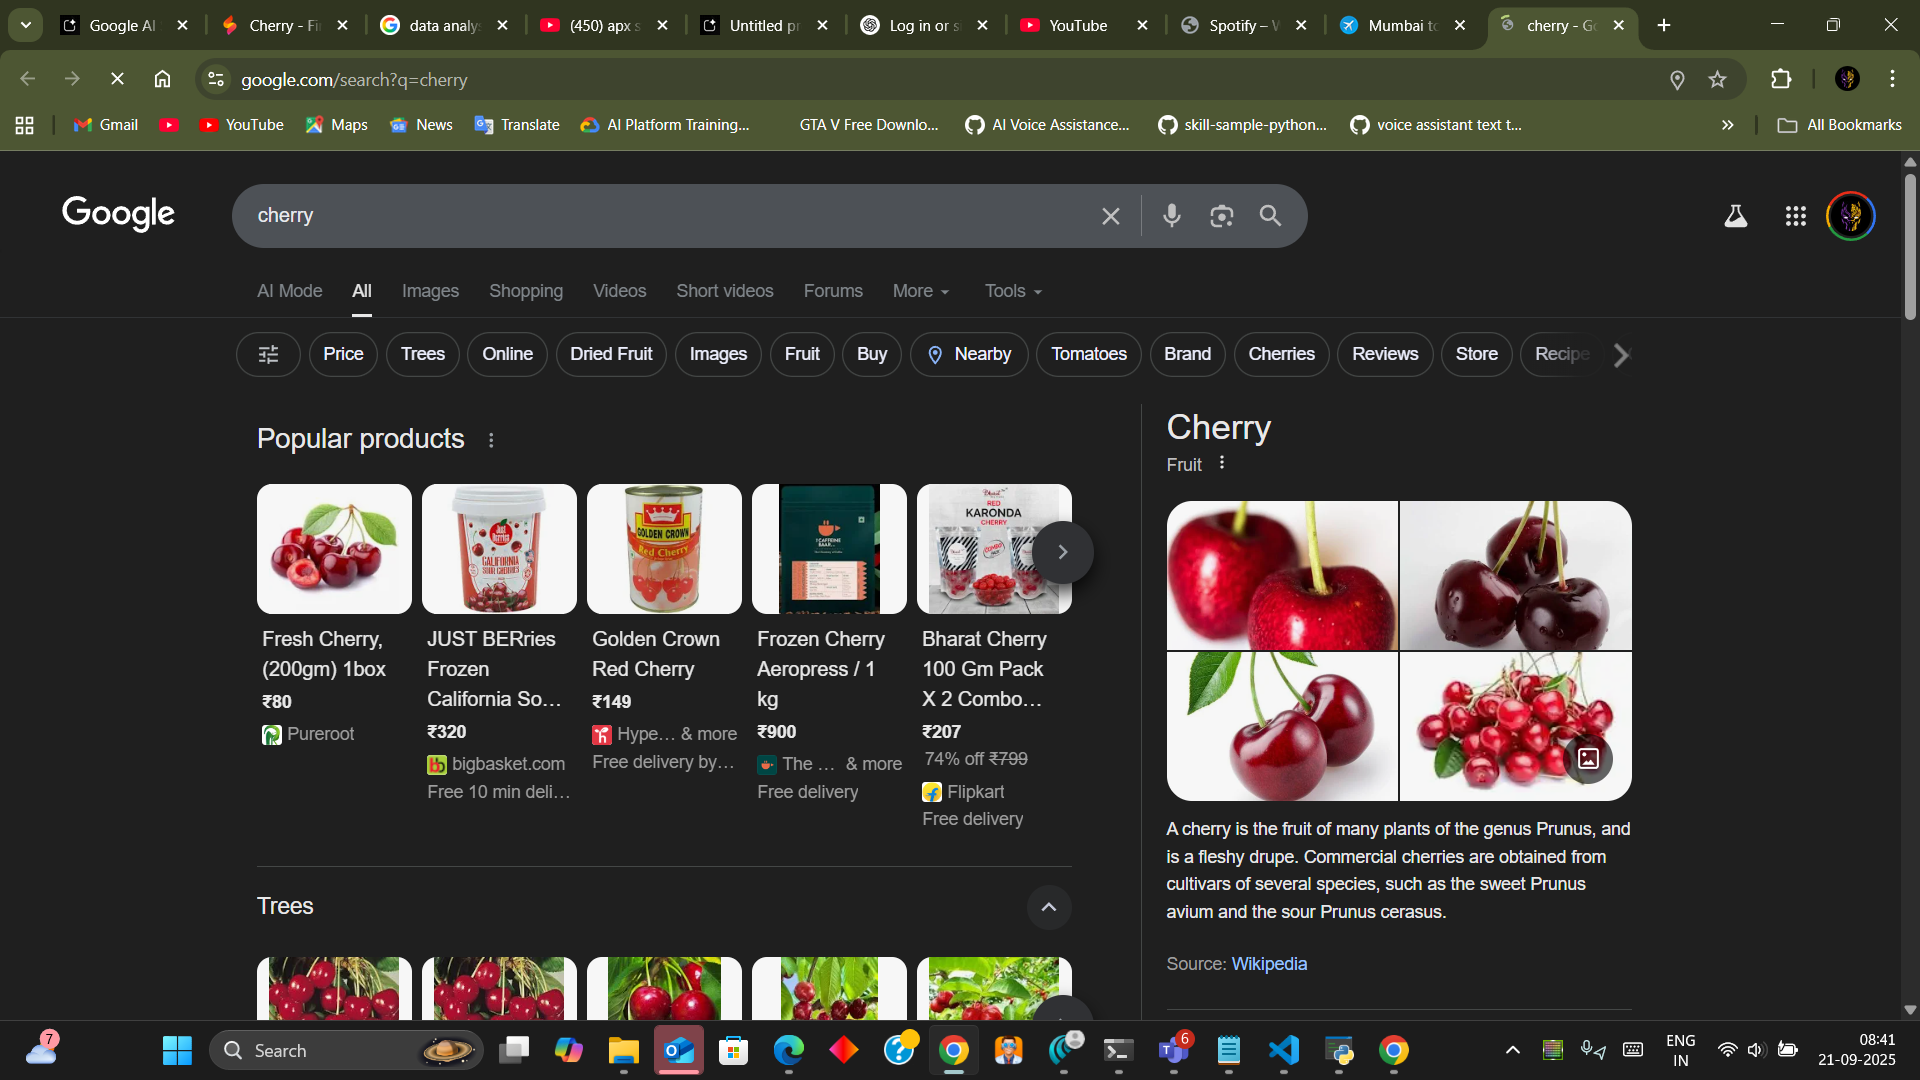 Google AI
Cherry - Fi
data analy
(450) apx s
Untitled pr
Log in or s
YouTube
Spotify – W
Mumbai to
cherry - Go
google.com/search?q=cherry
Gmail
YouTube
Maps
News
Translate
AI Platform Training...
GTA V Free Downlo...
AI Voice Assistance...
skill-sample-python...
voice assistant text t...
All Bookmarks
Google
cherry
AI Mode
All
Images
Shopping
Videos
Short videos
Forums
More
Tools
Price
Trees
Online
Dried Fruit
Images
Fruit
Buy
Nearby
Tomatoes
Brand
Cherries
Reviews
Store
Recipe
Popular products
Just Berries
CALIFORNIA
SOUR CHERRIES
GOLDEN CROWN
Red Cherry
Bharat
RED
KARONDA
CHERRY
COMBO
Fresh Cherry,
(200gm) 1box
₹80
Pureroot
JUST BERries
Frozen
California So...
₹320
bigbasket.com
Free 10 min deli...
Golden Crown
Red Cherry
₹149
Hype... & more
Free delivery by...
Frozen Cherry
Aeropress / 1
kg
₹900
The ... & more
Free delivery
Bharat Cherry
100 Gm Pack
X 2 Combo...
₹207
74% off ₹799
Flipkart
Free delivery
Trees
Cherry
Fruit
A cherry is the fruit of many plants of the genus Prunus, and
is a fleshy drupe. Commercial cherries are obtained from
cultivars of several species, such as the sweet Prunus
avium and the sour Prunus cerasus.
Source: Wikipedia
7
Search
6
ENG
IN
08:41
21-09-2025